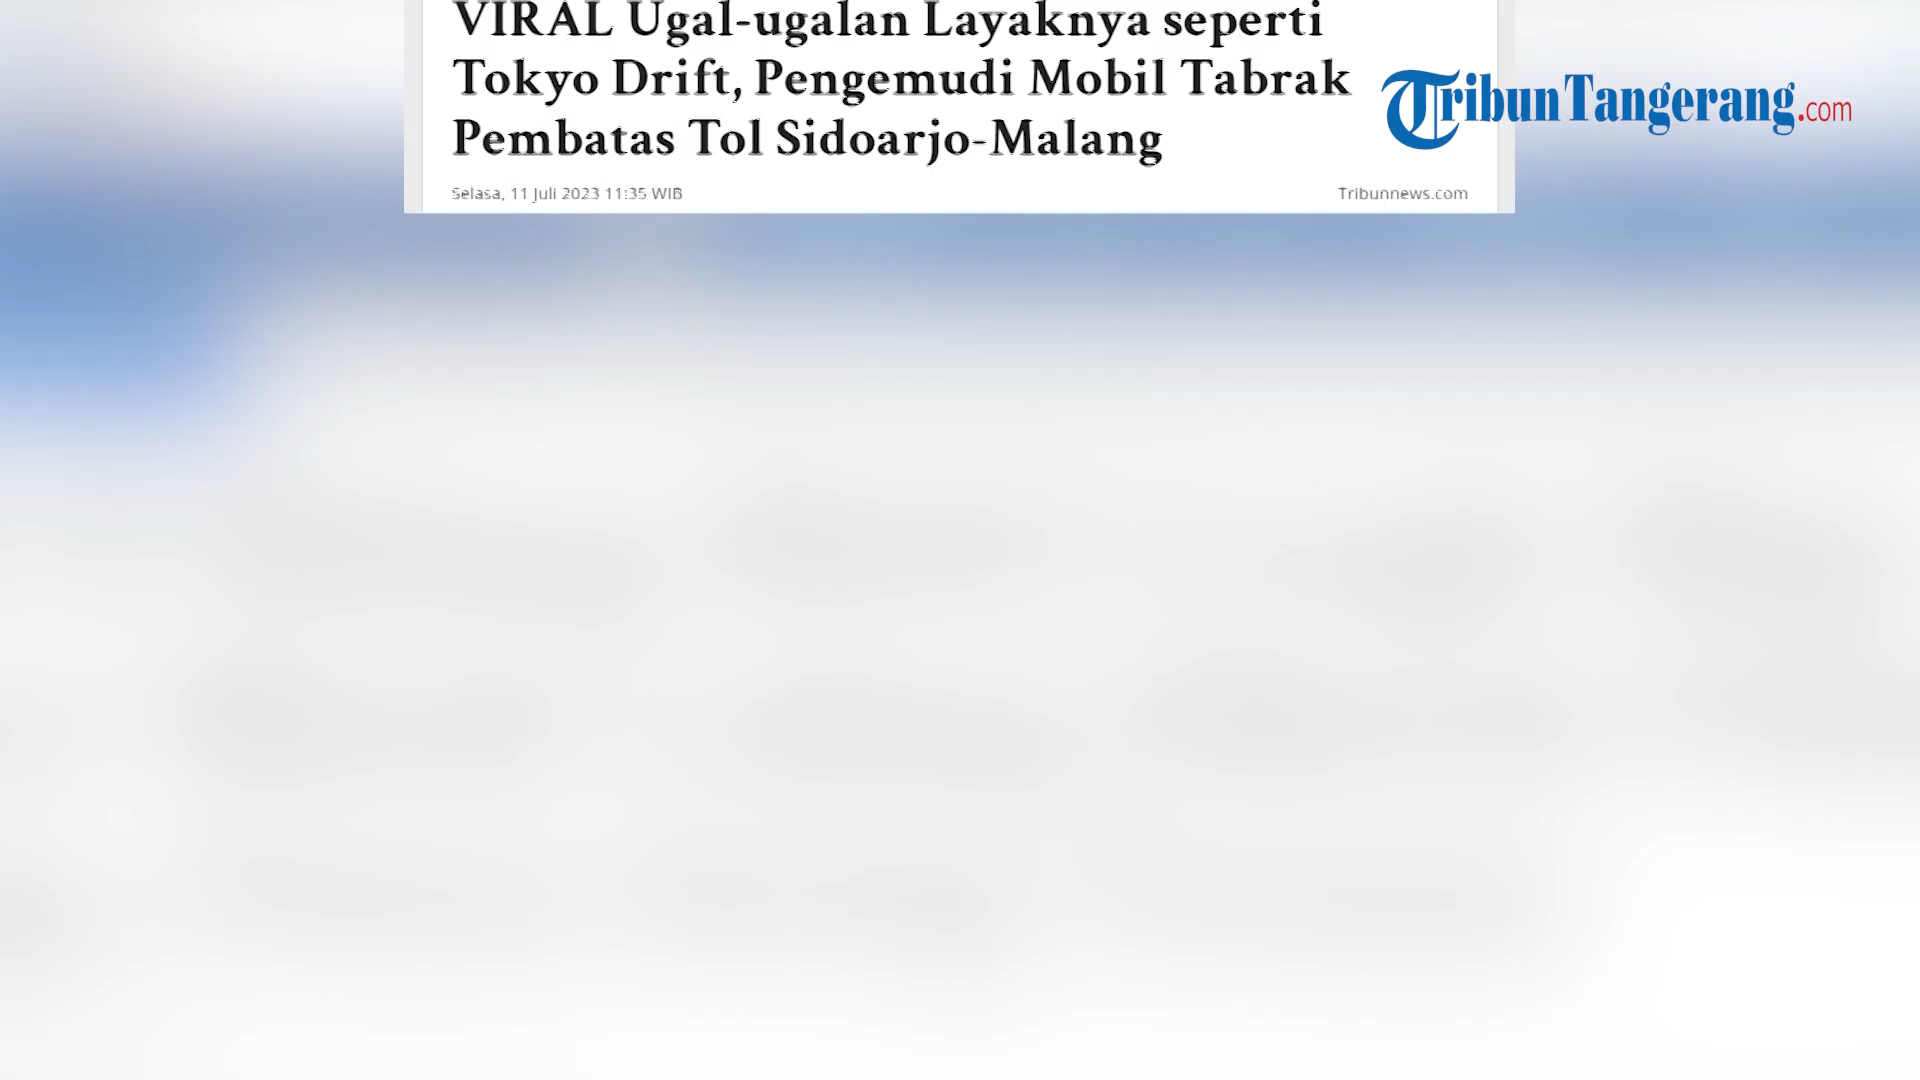 VIRAL Ugal-ugalan Layaknya seperti
Tokyo Drift, Pengemudi Mobil Tabrak
Pembatas Tol Sidoarjo-Malang
TribunTangerang.com
Selasa, 11 Juli 2023 11:35 WIB
Tribunnews.com